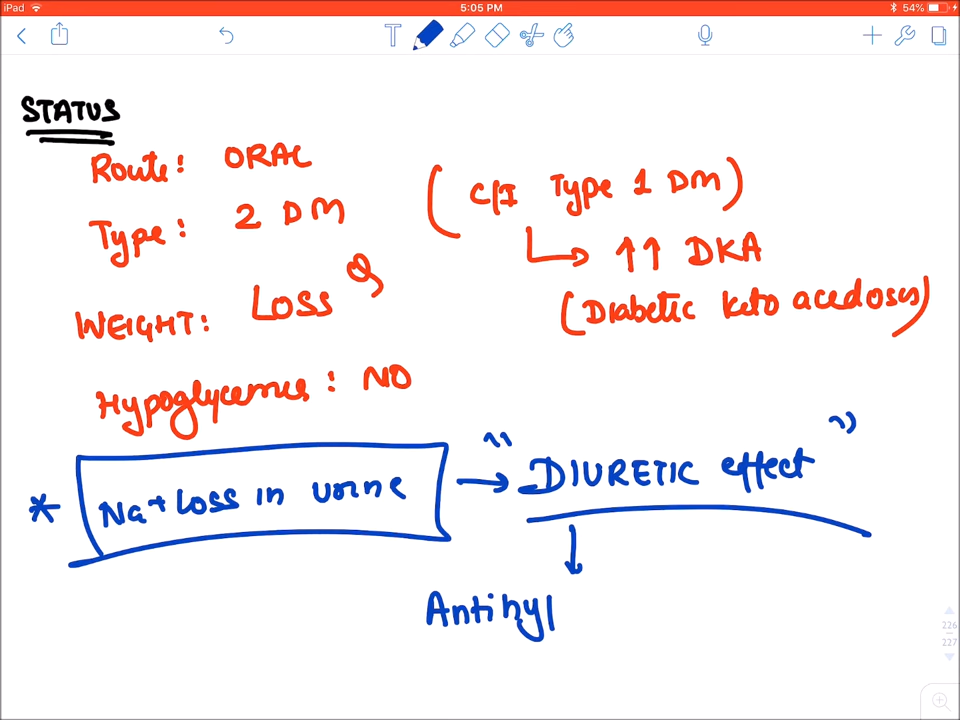 iPad 5:05 PM 54%
T
STATUS
Route: ORAL
Type: 2 DM (C/I Type 1 DM)
↳ ↑↑ DKA
WEIGHT: Loss (Diabetic keto acedosis)
Hypoglycemia: NO
* Na+ Loss in urine → "DIURETIC effect"
↓
Antihyp
226
227